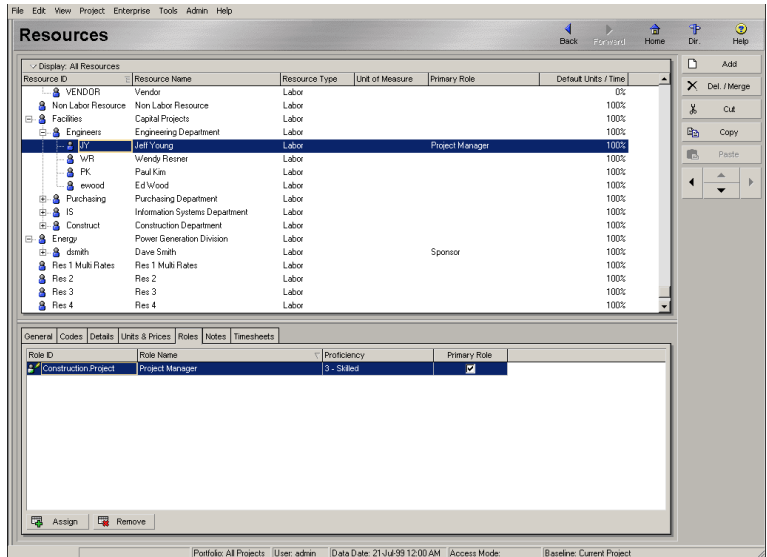 File Edit View Project Enterprise Tools Admin Help
Resources
Back Forward Home Dir. Help
Display: All Resources
Resource ID Resource Name Resource Type Unit of Measure Primary Role Default Units / Time
VENDOR Vendor Labor 0%
Non Labor Resource Non Labor Resource Labor 100%
Facilities Capital Projects Labor 100%
Engineers Engineering Department Labor 100%
JY Jeff Young Labor Project Manager 100%
WR Wendy Resner Labor 100%
PK Paul Kim Labor 100%
ewood Ed Wood Labor 100%
Purchasing Purchasing Department Labor 100%
IS Information Systems Department Labor 100%
Construct Construction Department Labor 100%
Energy Power Generation Division Labor 100%
dsmith Dave Smith Labor Sponsor 100%
Res 1 Multi Rates Res 1 Multi Rates Labor 100%
Res 2 Res 2 Labor 100%
Res 3 Res 3 Labor 100%
Res 4 Res 4 Labor 100%
Add
Del. / Merge
Cut
Copy
Paste
General Codes Details Units & Prices Roles Notes Timesheets
Role ID Role Name Proficiency Primary Role
Construction.Project Project Manager 3 - Skilled
Assign Remove
Portfolio: All Projects User: admin Data Date: 21-Jul-99 12:00 AM Access Mode: Baseline: Current Project